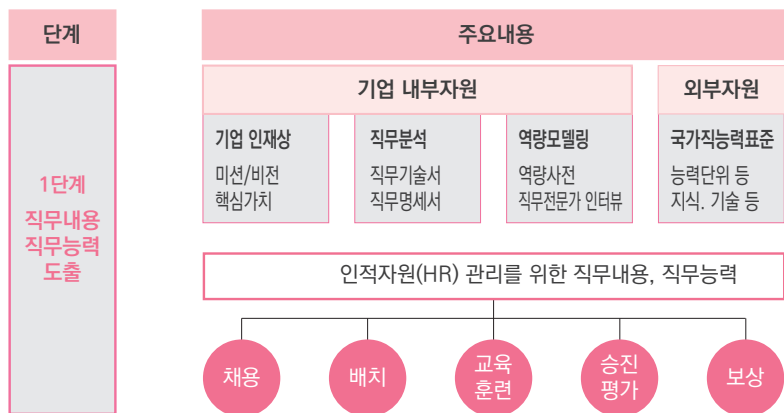 단계
주요내용
1단계
직무내용
직무능력
도출
기업 내부자원
외부자원
기업 인재상
미션/비전
핵심가치
직무분석
직무기술서
직무명세서
역량모델링
역량사전
직무전문가 인터뷰
국가직능력표준
능력단위 등
지식. 기술 등
인적자원(HR) 관리를 위한 직무내용, 직무능력
채용
배치
교육
훈련
승진
평가
보상